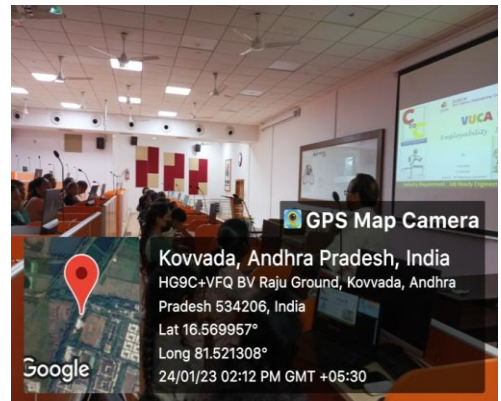 VUCA
Employability
GPS Map Camera
Kovvada, Andhra Pradesh, India
HG9C+VFQ BV Raju Ground, Kovvada, Andhra
Pradesh 534206, India
Lat 16.569957°
Long 81.521308°
24/01/23 02:12 PM GMT +05:30
Google